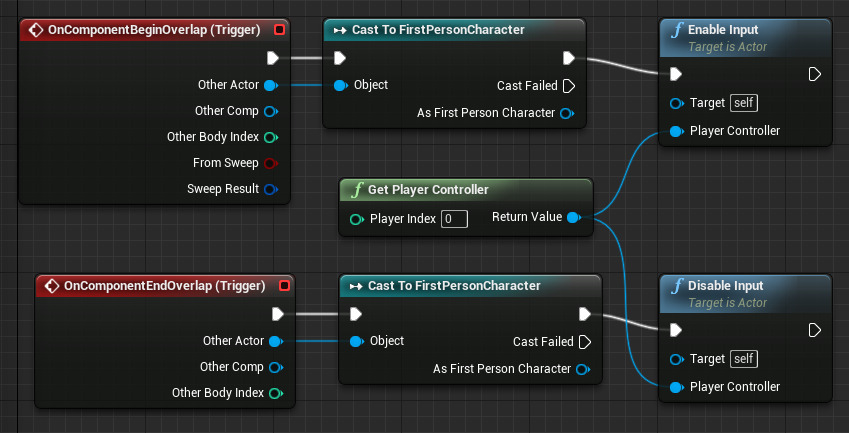 OnComponentBeginOverlap (Trigger)
Other Actor
Other Comp
Other Body Index
From Sweep
Sweep Result
Cast To FirstPersonCharacter
Object
Cast Failed
As First Person Character
f Enable Input
Target is Actor
Target self
Player Controller
f Get Player Controller
Player Index 0
Return Value
OnComponentEndOverlap (Trigger)
Other Actor
Other Comp
Other Body Index
Cast To FirstPersonCharacter
Object
Cast Failed
As First Person Character
f Disable Input
Target is Actor
Target self
Player Controller